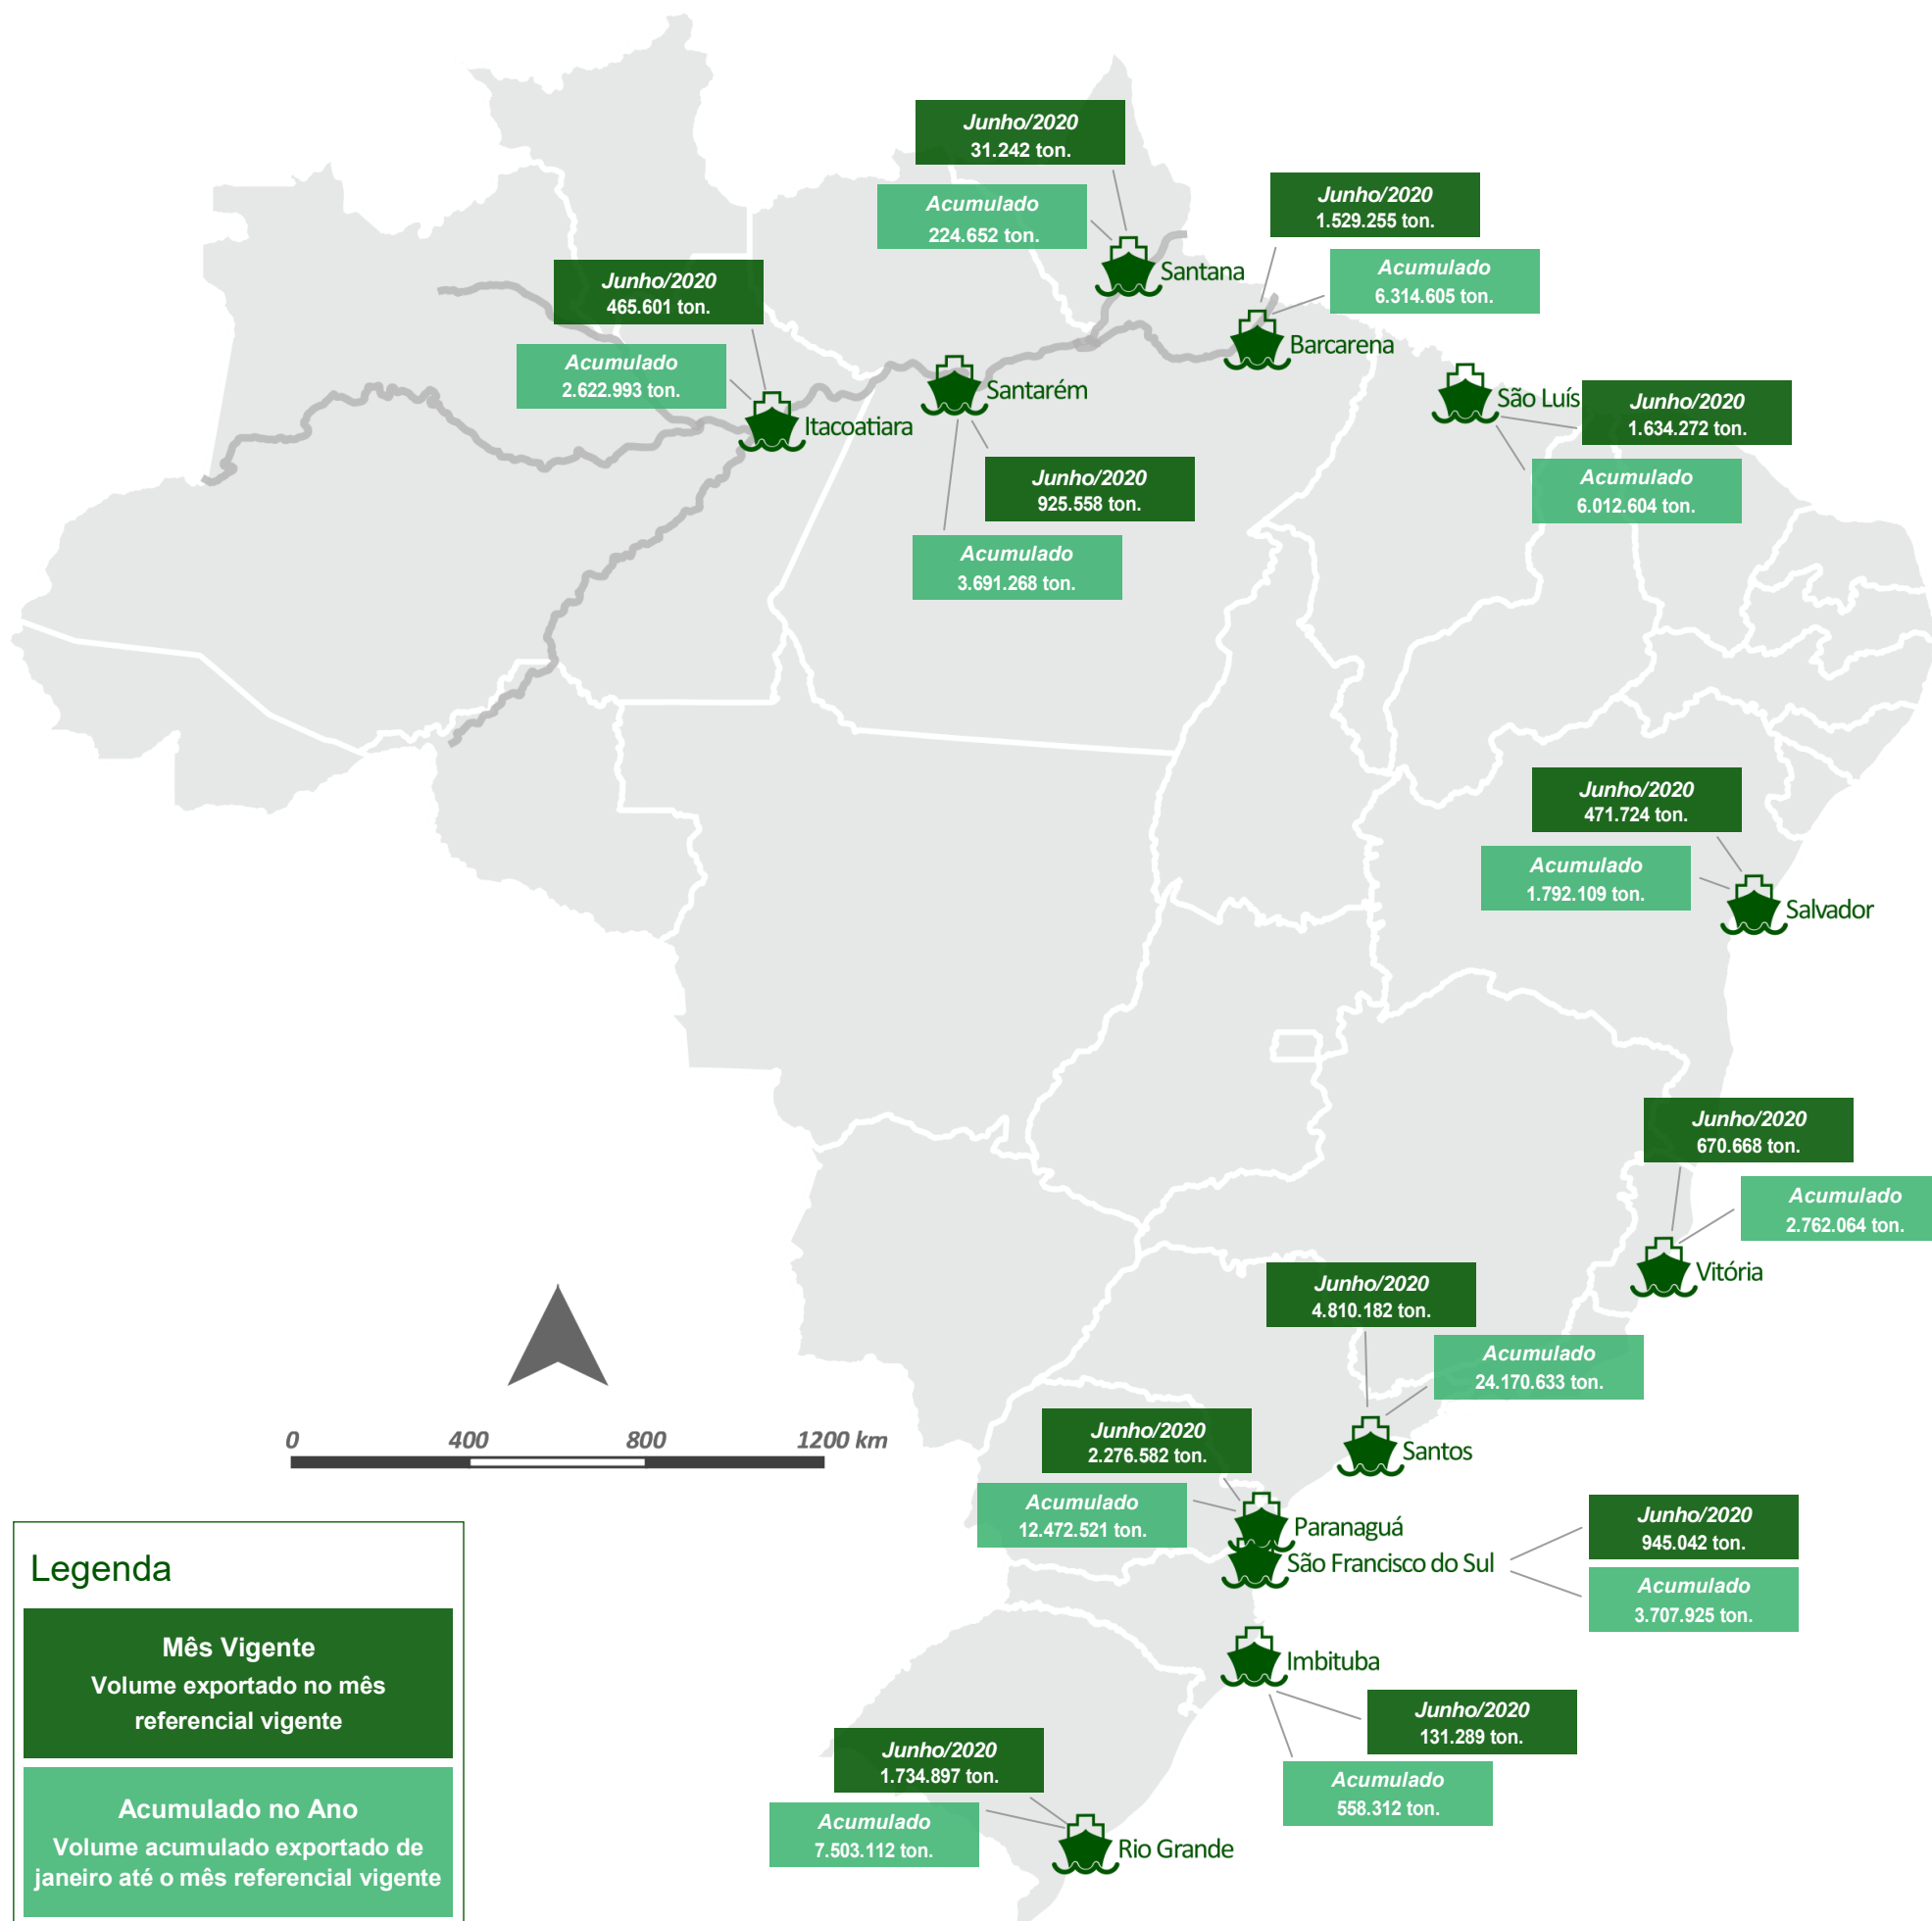 Junho/2020
31.242 ton.
Acumulado
224.652 ton.
Santana
Junho/2020
1.529.255 ton.
Acumulado
6.314.605 ton.
Barcarena
Junho/2020
465.601 ton.
Acumulado
2.622.993 ton.
Itacoatiara
Santarém
Junho/2020
925.558 ton.
Acumulado
3.691.268 ton.
São Luís
Junho/2020
1.634.272 ton.
Acumulado
6.012.604 ton.
Junho/2020
471.724 ton.
Acumulado
1.792.109 ton.
Salvador
Junho/2020
670.668 ton.
Acumulado
2.762.064 ton.
Vitória
Junho/2020
4.810.182 ton.
Acumulado
24.170.633 ton.
Santos
Junho/2020
2.276.582 ton.
Acumulado
12.472.521 ton.
Paranaguá
São Francisco do Sul
Junho/2020
945.042 ton.
Acumulado
3.707.925 ton.
Imbituba
Junho/2020
131.289 ton.
Acumulado
558.312 ton.
Junho/2020
1.734.897 ton.
Acumulado
7.503.112 ton.
Rio Grande
0 400 800 1200 km
Legenda
Mês Vigente
Volume exportado no mês
referencial vigente
Acumulado no Ano
Volume acumulado exportado de
janeiro até o mês referencial vigente